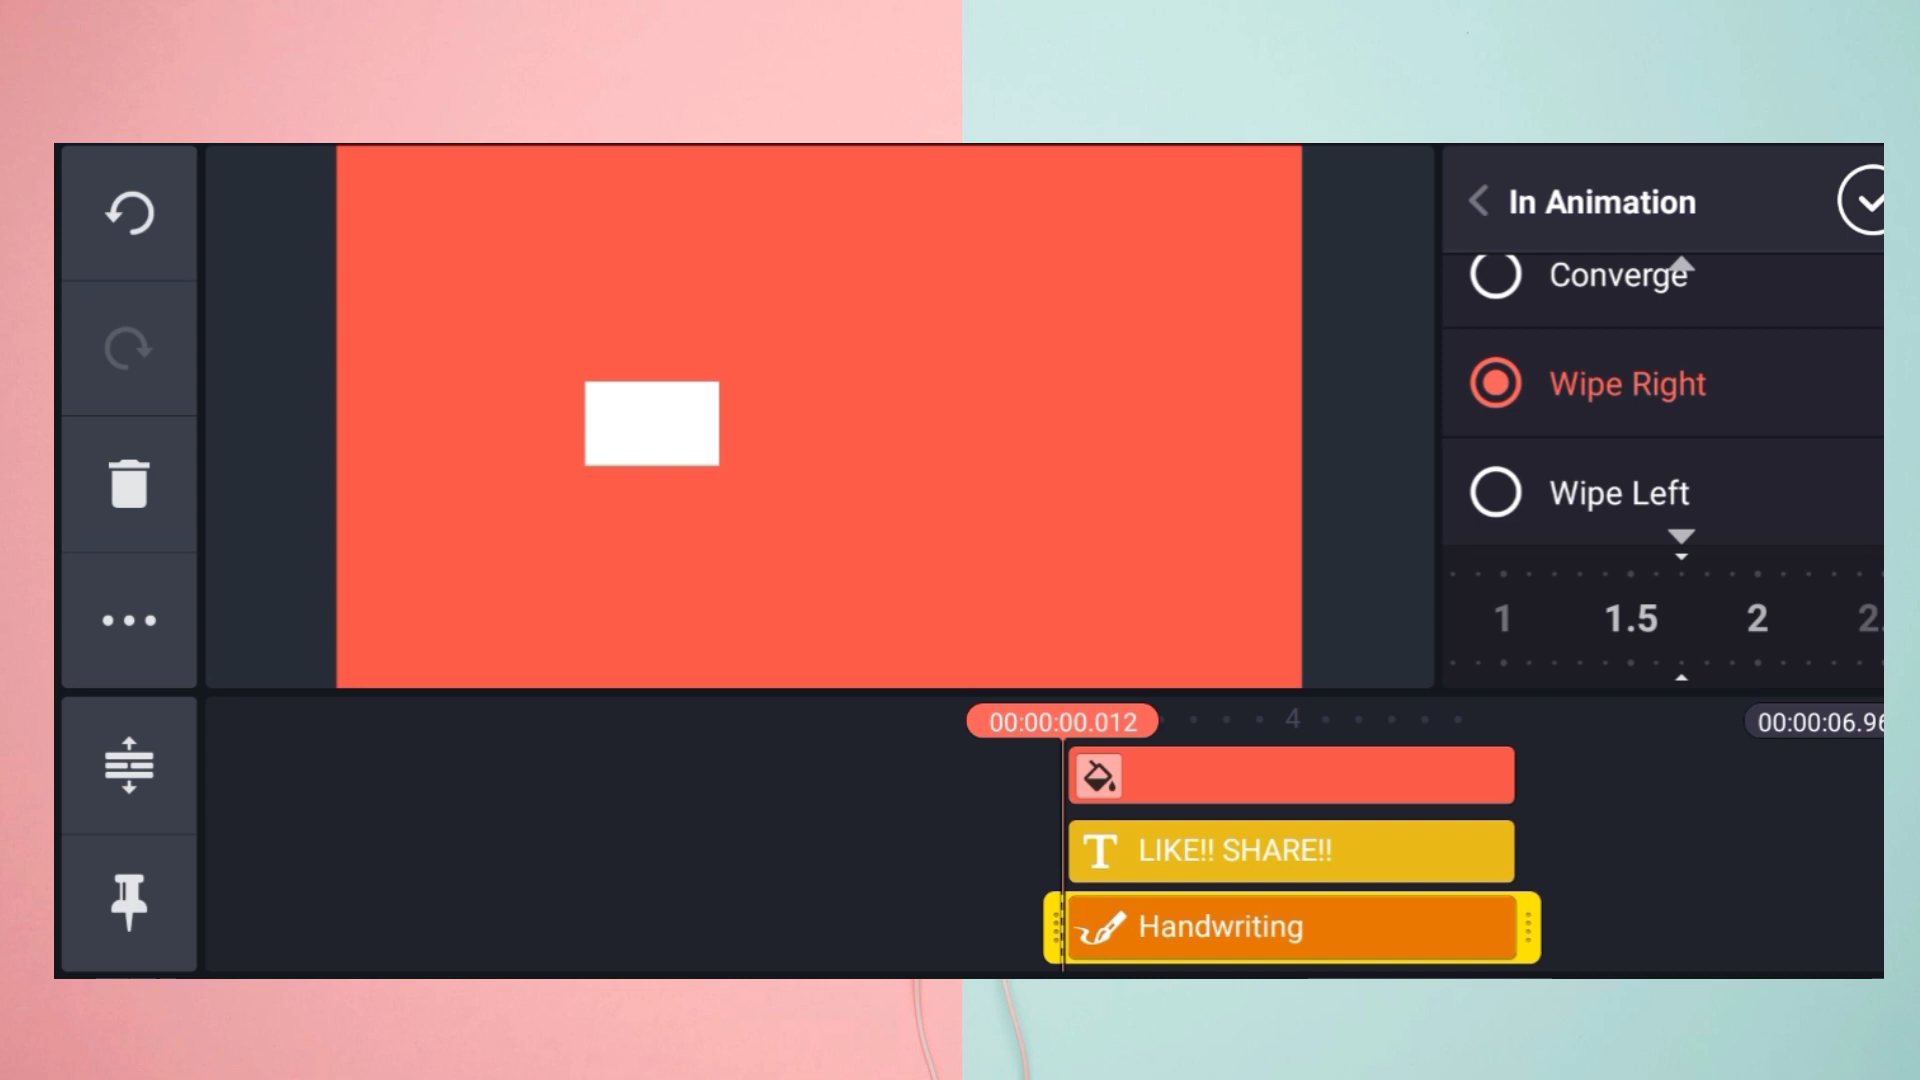 In Animation
Converge
Wipe Right
Wipe Left
1 1.5 2 2.
00:00:00.012 4 00:00:06.96
T LIKE!! SHARE!!
Handwriting